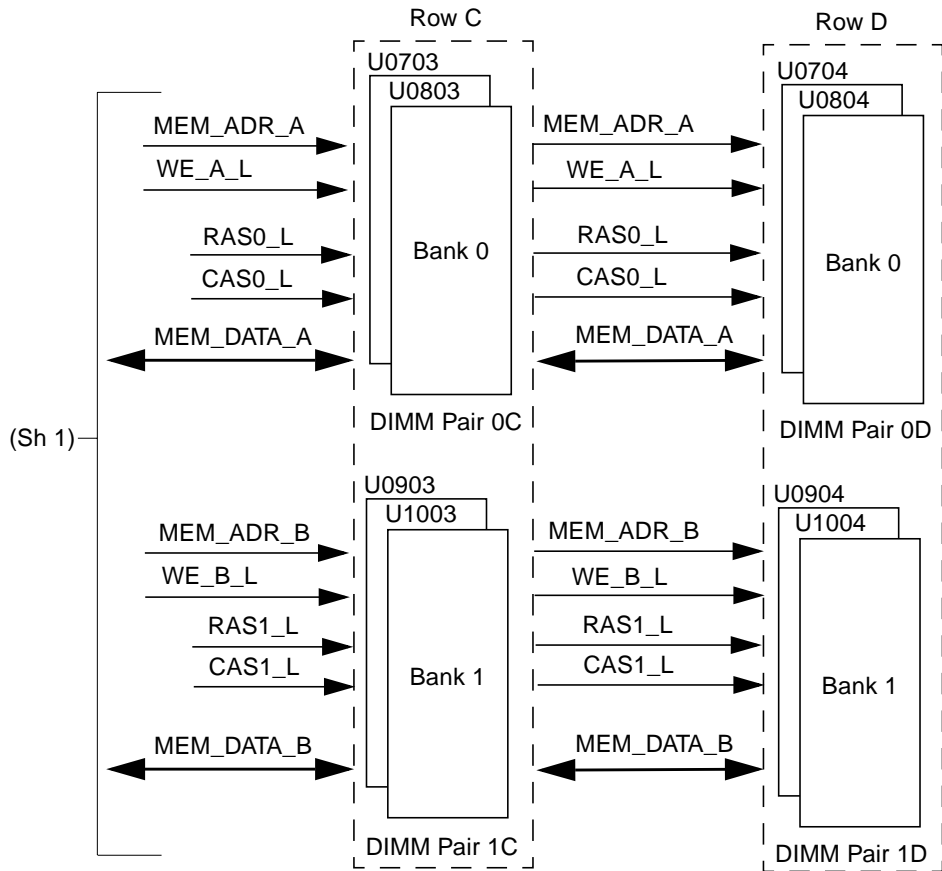 Row C
Row D
U0703
U0803
U0704
U0804
MEM_ADR_A
WE_A_L
RAS0_L
CAS0_L
MEM_DATA_A
Bank 0
MEM_ADR_A
WE_A_L
RAS0_L
CAS0_L
MEM_DATA_A
Bank 0
DIMM Pair 0C
DIMM Pair 0D
(Sh 1)
U0903
U1003
U0904
U1004
MEM_ADR_B
WE_B_L
RAS1_L
CAS1_L
MEM_DATA_B
Bank 1
MEM_ADR_B
WE_B_L
RAS1_L
CAS1_L
MEM_DATA_B
Bank 1
DIMM Pair 1C
DIMM Pair 1D